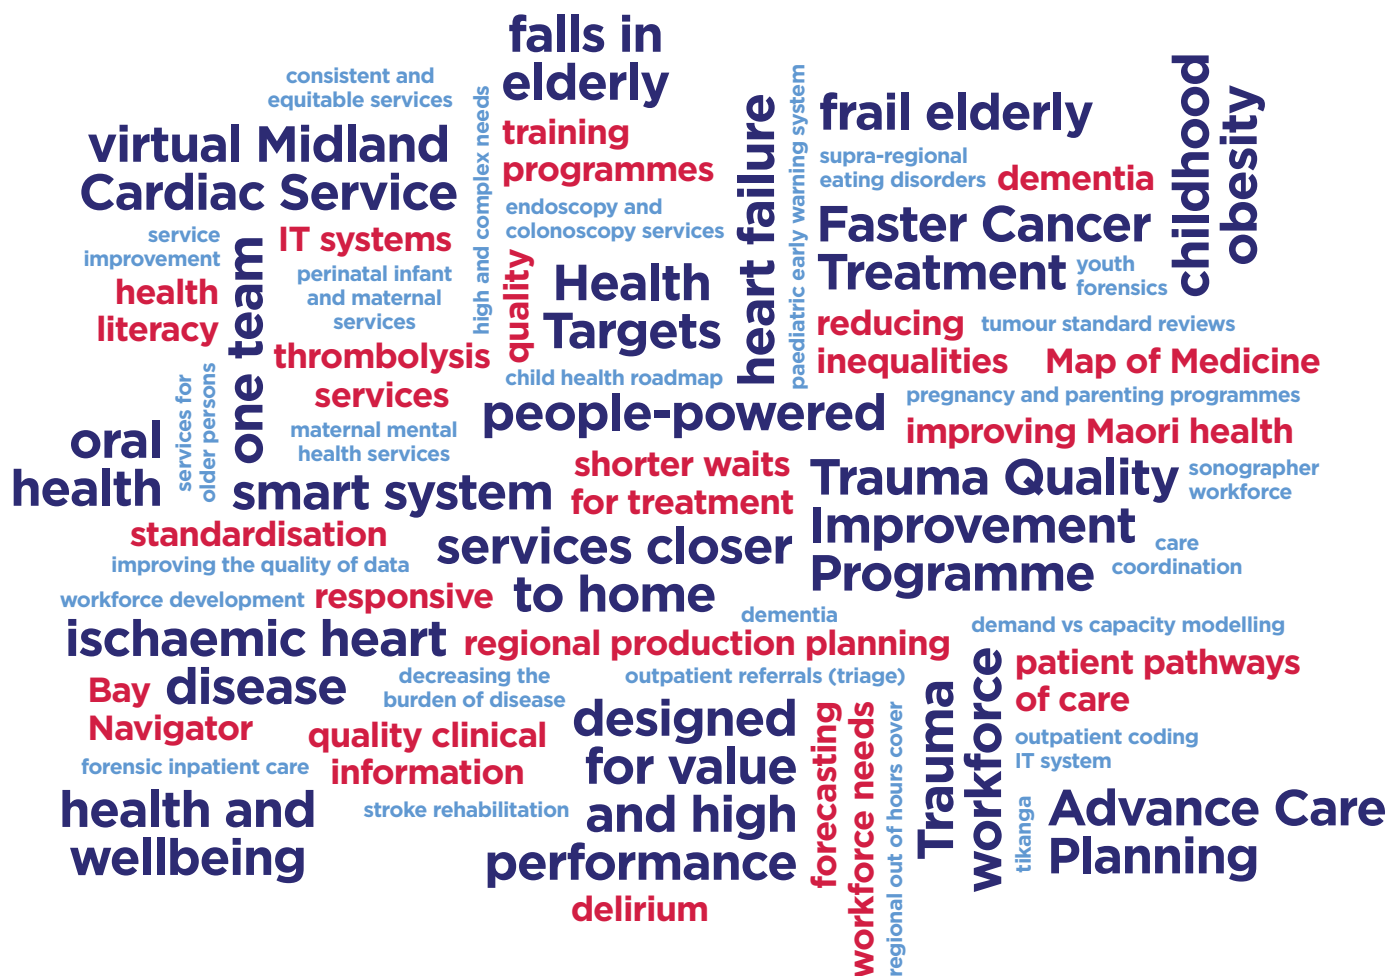 falls in
elderly
consistent and
equitable services
high and complex needs
virtual Midland
Cardiac Service
training
programmes
heart failure
paediatric early warning system
frail elderly
childhood
obesity
supra-regional
eating disorders
dementia
endoscopy and
colonoscopy services
service
improvement
one team
IT systems
Faster Cancer
Treatment
youth
forensics
health
literacy
perinatal infant
and maternal
services
quality
Health
Targets
reducing
inequalities
tumour standard reviews
Map of Medicine
thrombolysis
services
child health roadmap
people-powered
pregnancy and parenting programmes
improving Maori health
oral
health
services for
older persons
maternal mental
health services
smart system
shorter waits
for treatment
Trauma Quality
Improvement
Programme
sonographer
workforce
standardisation
improving the quality of data
services closer
to home
care
coordination
workforce development
responsive
dementia
ischaemic heart
disease
regional production planning
demand vs capacity modelling
Bay
Navigator
decreasing the
burden of disease
outpatient referrals (triage)
workforce
patient pathways
of care
quality clinical
information
designed
for value
and high
performance
forecasting
workforce needs
regional out of hours cover
Trauma
outpatient coding
IT system
forensic inpatient care
stroke rehabilitation
health and
wellbeing
tikanga
Advance Care
Planning
delirium